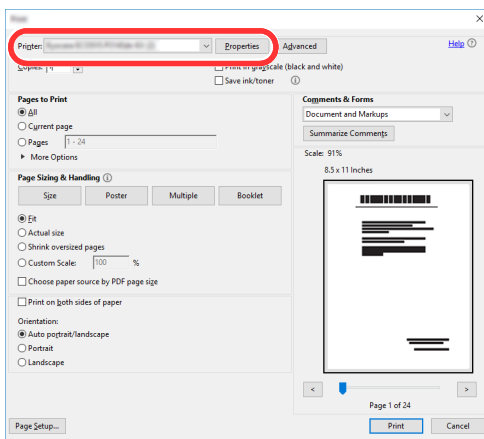 Printer:
Properties
Advanced
Help
Copies:
Print in grayscale (black and white)
Save ink/toner
Pages to Print
All
Current page
Pages
1 - 24
More Options
Page Sizing & Handling
Size
Poster
Multiple
Booklet
Fit
Actual size
Shrink oversized pages
Custom Scale:
100
%
Choose paper source by PDF page size
Print on both sides of paper
Orientation:
Auto portrait/landscape
Portrait
Landscape
Comments & Forms
Document and Markups
Summarize Comments
Scale: 91%
8.5 x 11 Inches
<
>
Page 1 of 24
Page Setup...
Print
Cancel